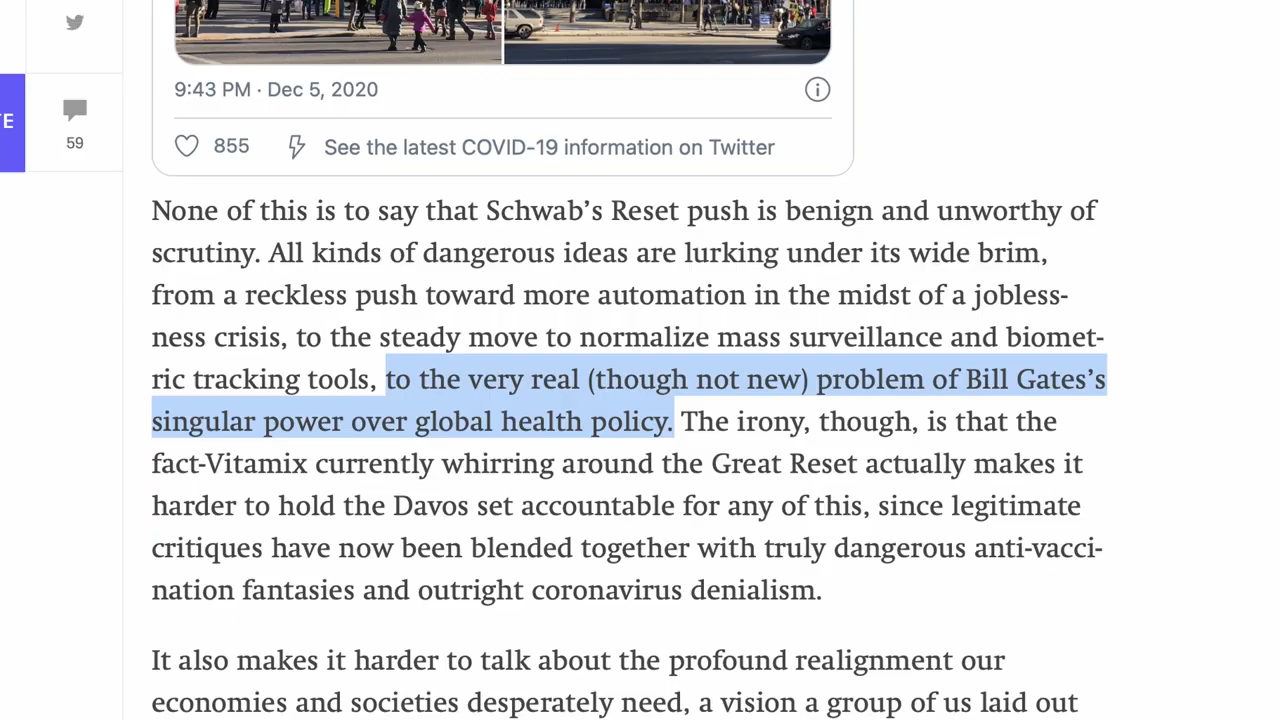 9:43 PM · Dec 5, 2020
855 See the latest COVID-19 information on Twitter
TE
59
None of this is to say that Schwab’s Reset push is benign and unworthy of
scrutiny. All kinds of dangerous ideas are lurking under its wide brim,
from a reckless push toward more automation in the midst of a jobless-
ness crisis, to the steady move to normalize mass surveillance and biomet-
ric tracking tools, to the very real (though not new) problem of Bill Gates’s
singular power over global health policy. The irony, though, is that the
fact-Vitamix currently whirring around the Great Reset actually makes it
harder to hold the Davos set accountable for any of this, since legitimate
critiques have now been blended together with truly dangerous anti-vacci-
nation fantasies and outright coronavirus denialism.
It also makes it harder to talk about the profound realignment our
economies and societies desperately need, a vision a group of us laid out